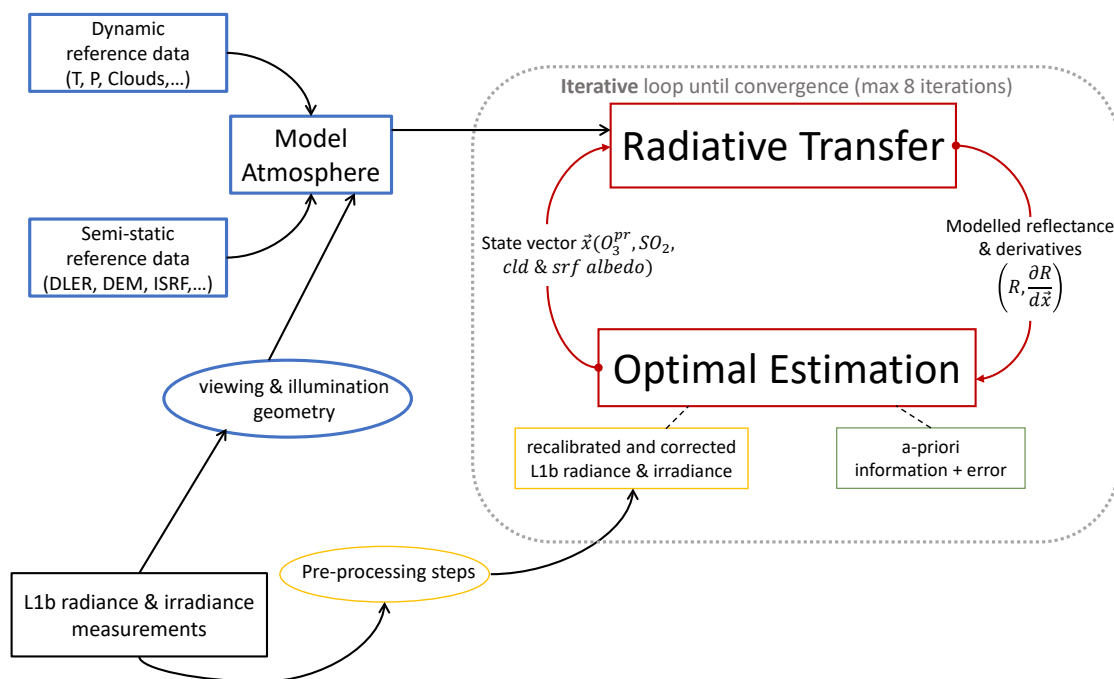 Dynamic
reference data
(T, P, Clouds,...)
Iterative loop until convergence (max 8 iterations)
Model
Atmosphere
Radiative Transfer
Semi-static
reference data
(DLER, DEM, ISRF,...)
State vector x⃗(O₃ᵖʳ, SO₂,
cld & srf albedo)
Modelled reflectance
& derivatives
(R, ∂R/dx⃗)
viewing & illumination
geometry
Optimal Estimation
recalibrated and corrected
L1b radiance & irradiance
a-priori
information + error
Pre-processing steps
L1b radiance & irradiance
measurements